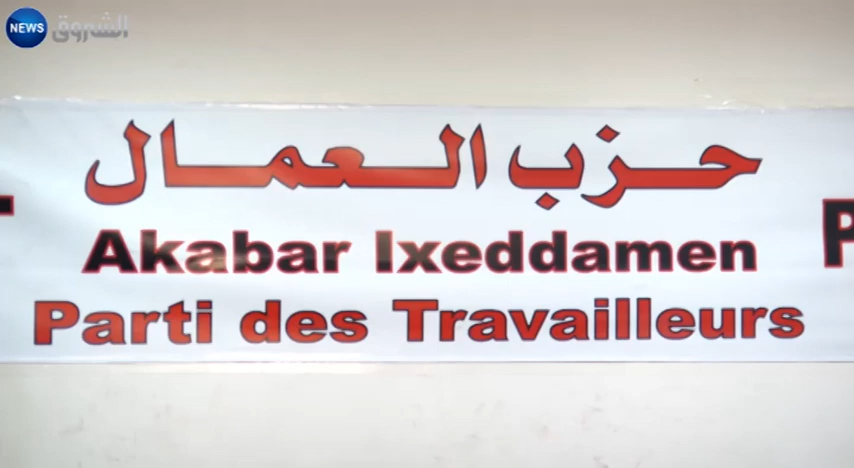 NEWS الشروق
حزب العمال
Akabar Ixeddamen
Parti des Travailleurs
P